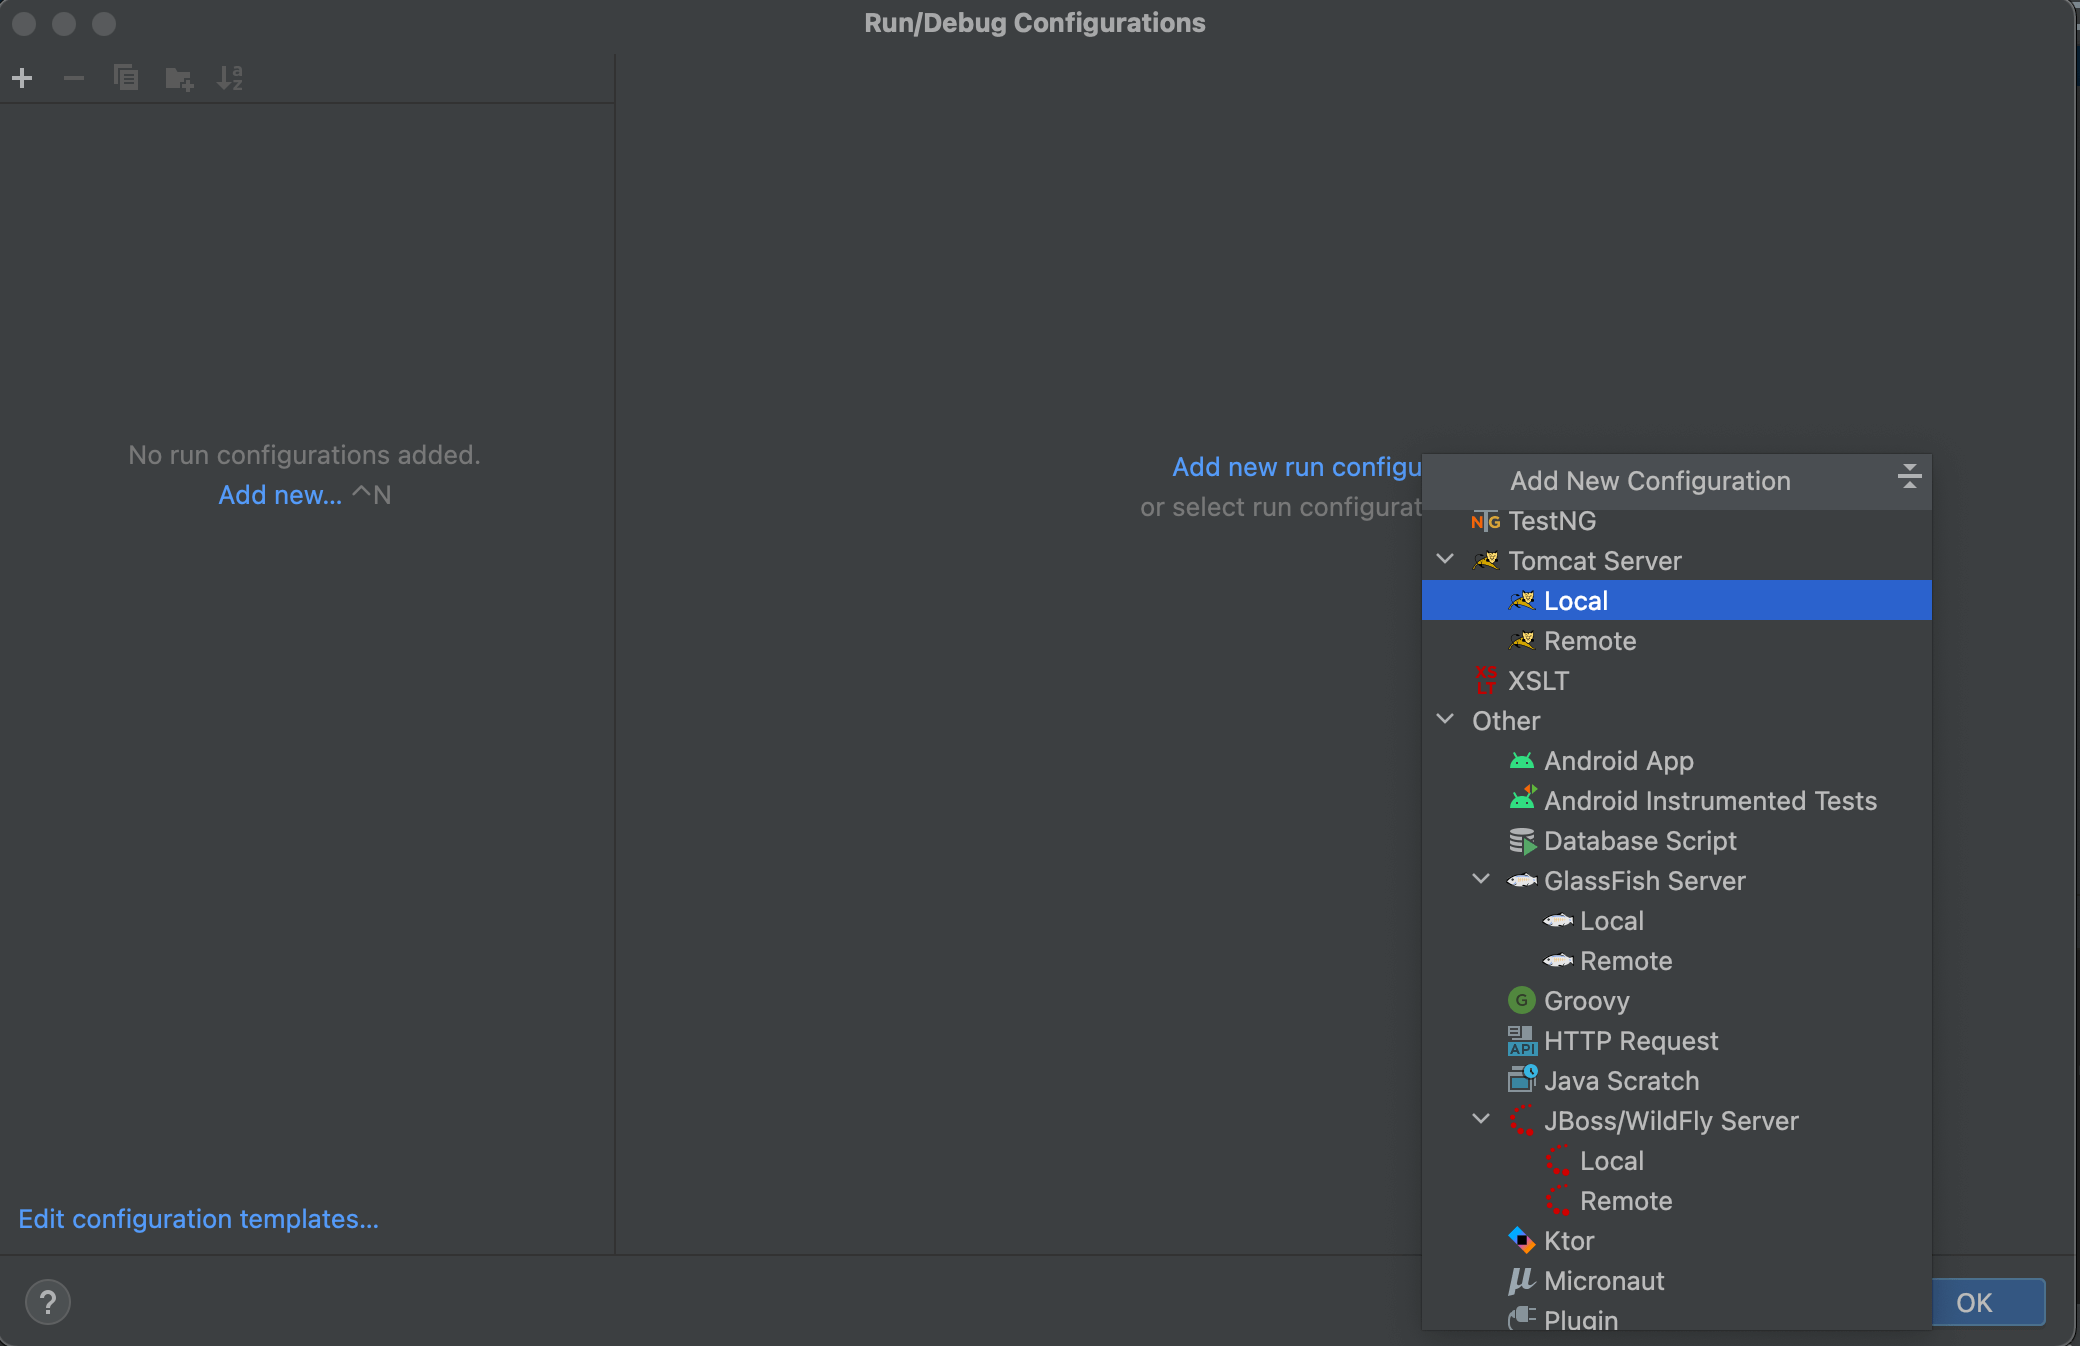 Run/Debug Configurations
No run configurations added.
Add new... ^N
Add new run configu
or select run configurat
Add New Configuration
TestNG
Tomcat Server
Local
Remote
XSLT
Other
Android App
Android Instrumented Tests
Database Script
GlassFish Server
Local
Remote
Groovy
HTTP Request
Java Scratch
JBoss/WildFly Server
Local
Remote
Ktor
Micronaut
Plugin
Edit configuration templates...
?
OK